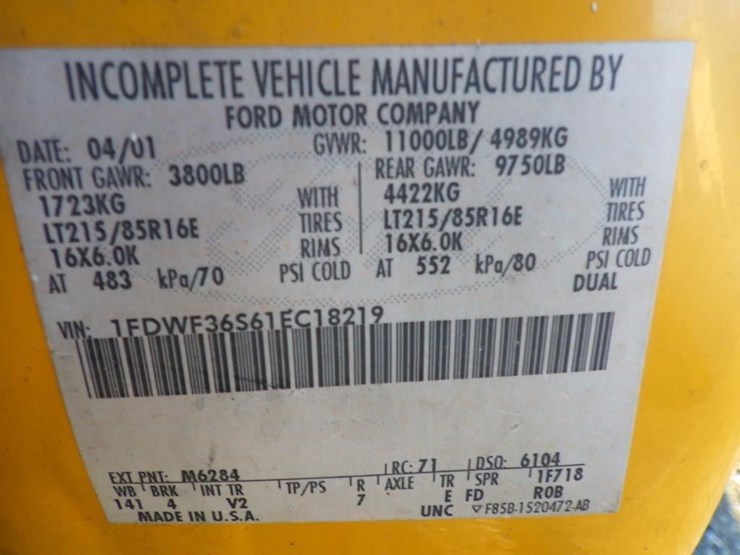 INCOMPLETE VEHICLE MANUFACTURED BY
FORD MOTOR COMPANY
DATE: 04/01 GVWR: 11000LB/ 4989KG
FRONT GAWR: 3800LB REAR GAWR: 9750LB
1723KG WITH 4422KG WITH
LT215/85R16E TIRES LT215/85R16E TIRES
16X6.0K RIMS 16X6.0K RIMS
AT 483 kPa/70 PSI COLD AT 552 kPa/80 PSI COLD
DUAL
VIN: 1FDWF36S61EC18219
EXT PNT: M6284 RC: 71 DSO: 6104
WB BRK INT TR TP/PS R AXLE TR SPR 1F718
141 4 V2 7 E FD ROB
MADE IN U.S.A. UNC ▽ F85B-1520472-AB